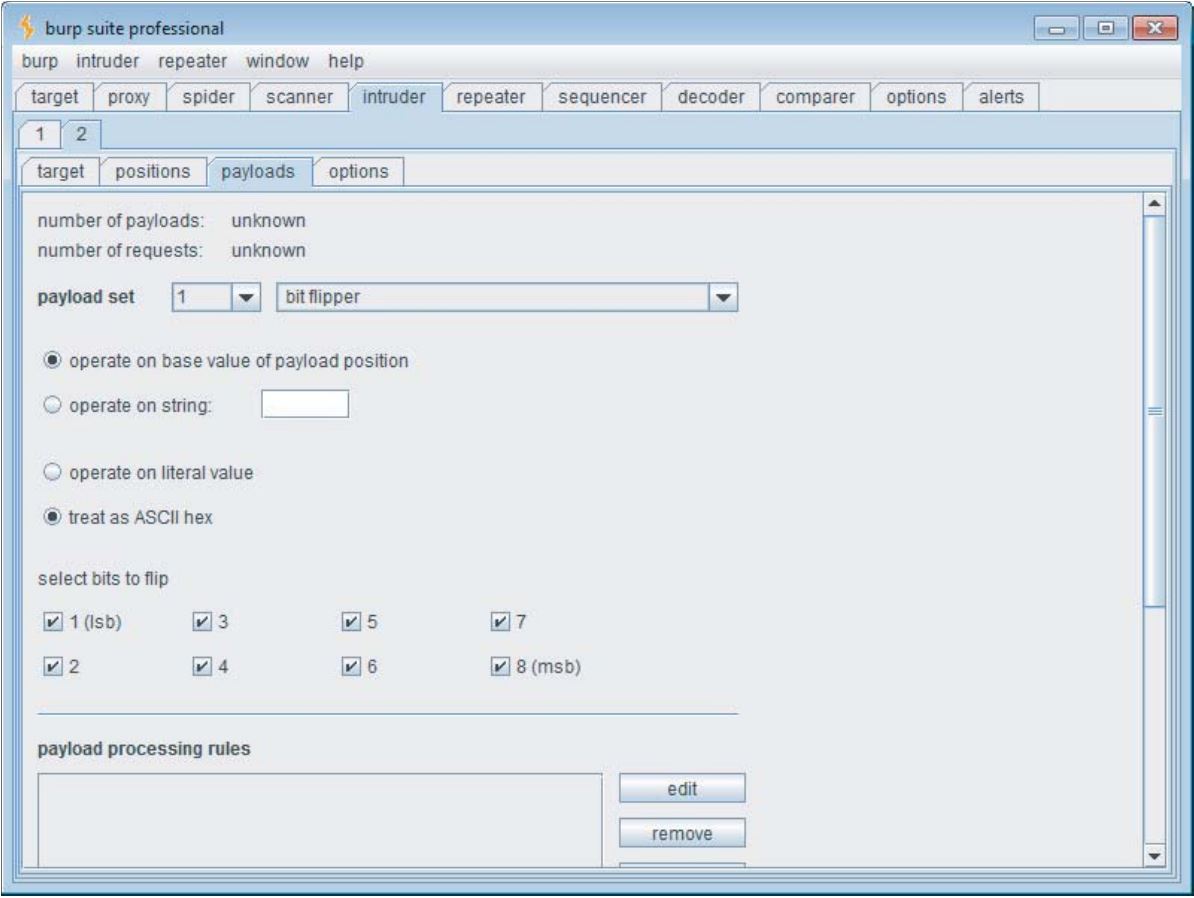 burp suite professional
burp intruder repeater window help
target proxy spider scanner intruder repeater sequencer decoder comparer options alerts
1 2
target positions payloads options
number of payloads: unknown
number of requests: unknown
payload set 1 bit flipper
operate on base value of payload position
operate on string:
operate on literal value
treat as ASCII hex
select bits to flip
1 (lsb) 3 5 7
2 4 6 8 (msb)
payload processing rules
edit
remove